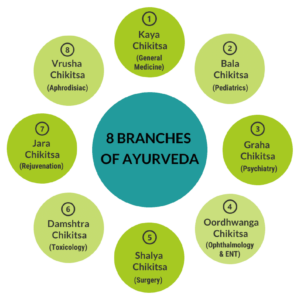 8 BRANCHES
OF AYURVEDA
1
Kaya
Chikitsa
(General
Medicine)
2
Bala
Chikitsa
(Pediatrics)
3
Graha
Chikitsa
(Psychiatry)
4
Oordhwanga
Chikitsa
(Ophthalmology
& ENT)
5
Shalya
Chikitsa
(Surgery)
6
Damshtra
Chikitsa
(Toxicology)
7
Jara
Chikitsa
(Rejuvenation)
8
Vrusha
Chikitsa
(Aphrodisiac)